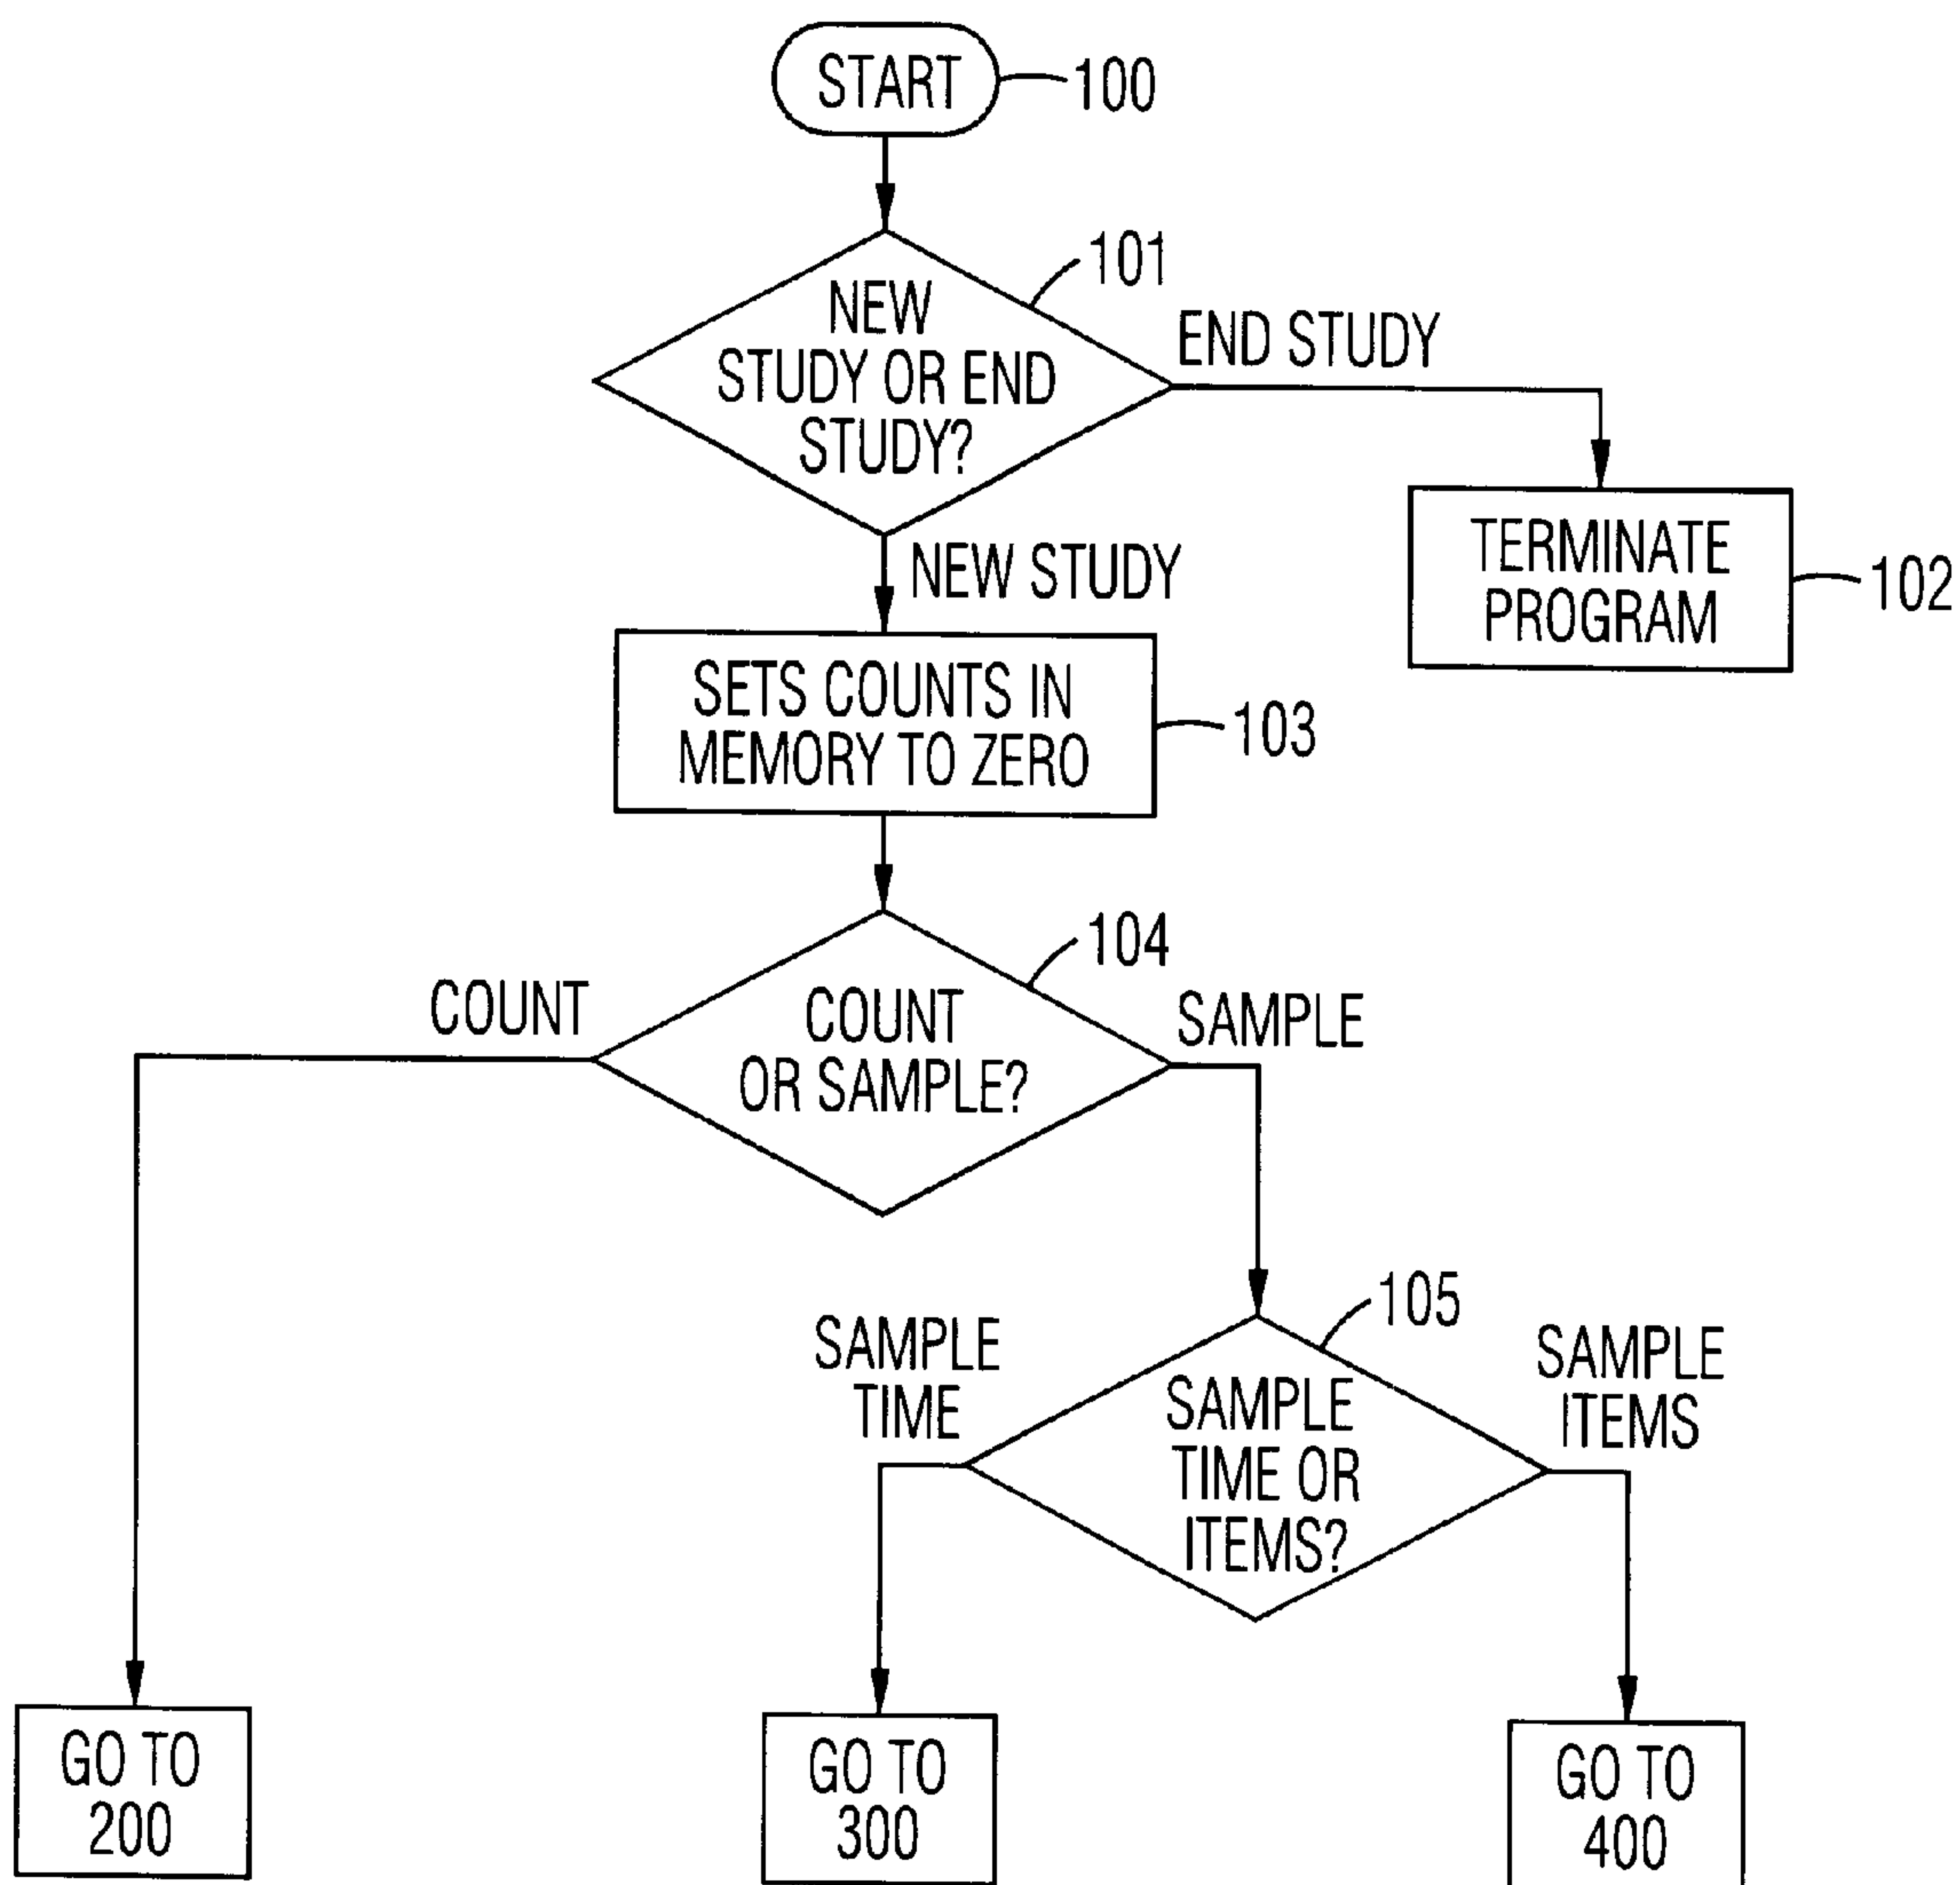 START
100
101
NEW
STUDY OR END
STUDY?
END STUDY
TERMINATE
PROGRAM
102
NEW STUDY
SETS COUNTS IN
MEMORY TO ZERO
103
104
COUNT
COUNT
OR SAMPLE?
SAMPLE
105
SAMPLE
TIME
SAMPLE
TIME OR
ITEMS?
SAMPLE
ITEMS
GO TO
200
GO TO
300
GO TO
400